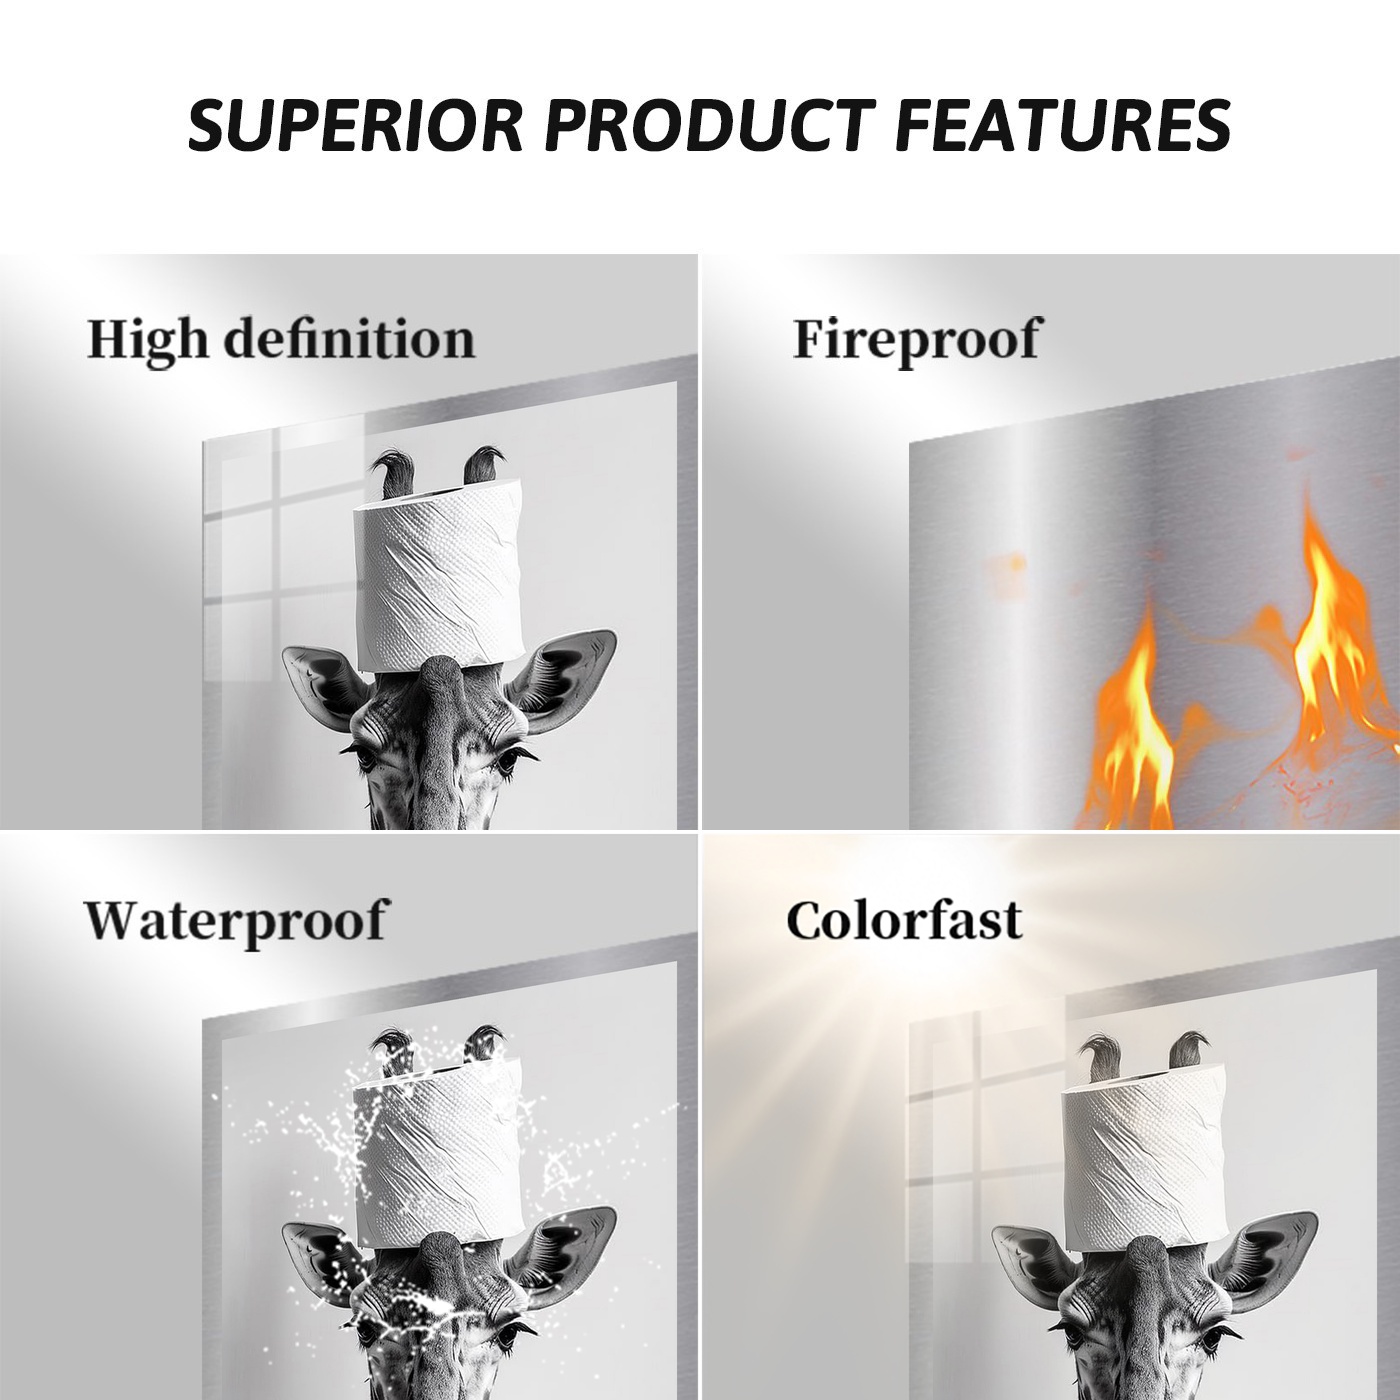 SUPERIOR PRODUCT FEATURES
High definition
Fireproof
Waterproof
Colorfast